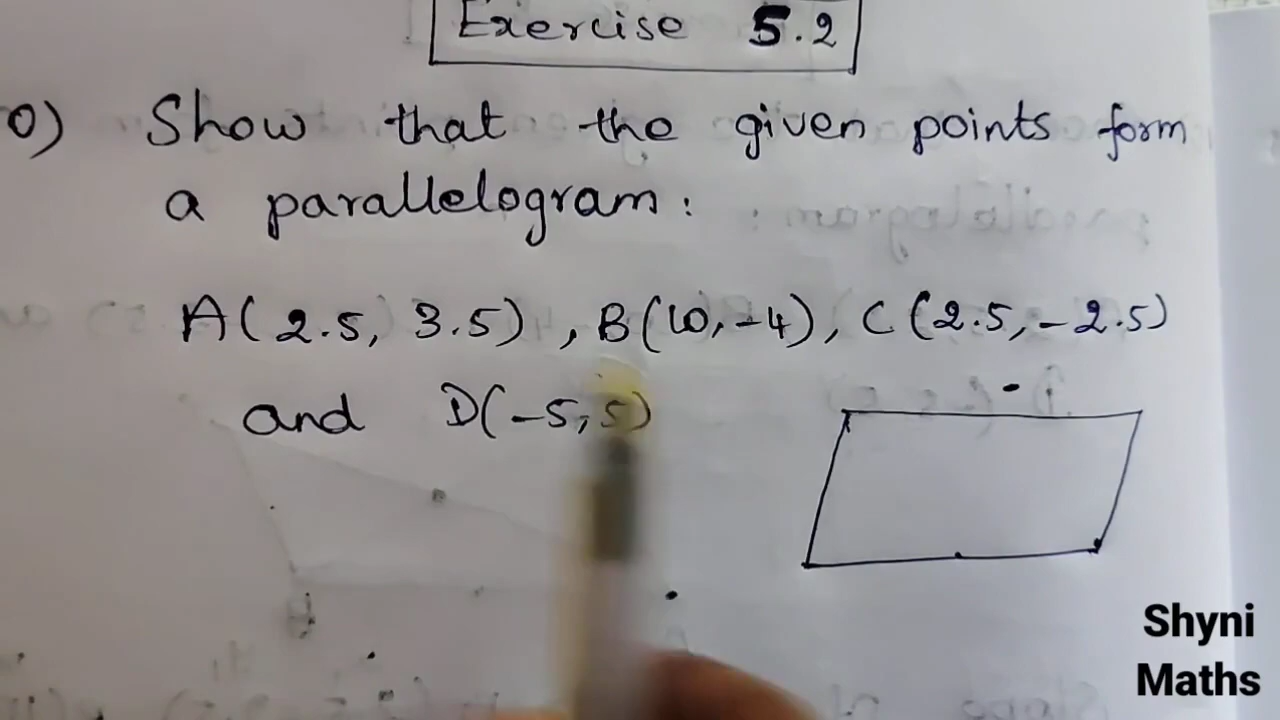 Exercise 5.2
0) Show that the given points form
a parallelogram:
A(2.5, 3.5), B(10,-4), C(2.5,-2.5)
and D(-5,5)
Shyni
Maths